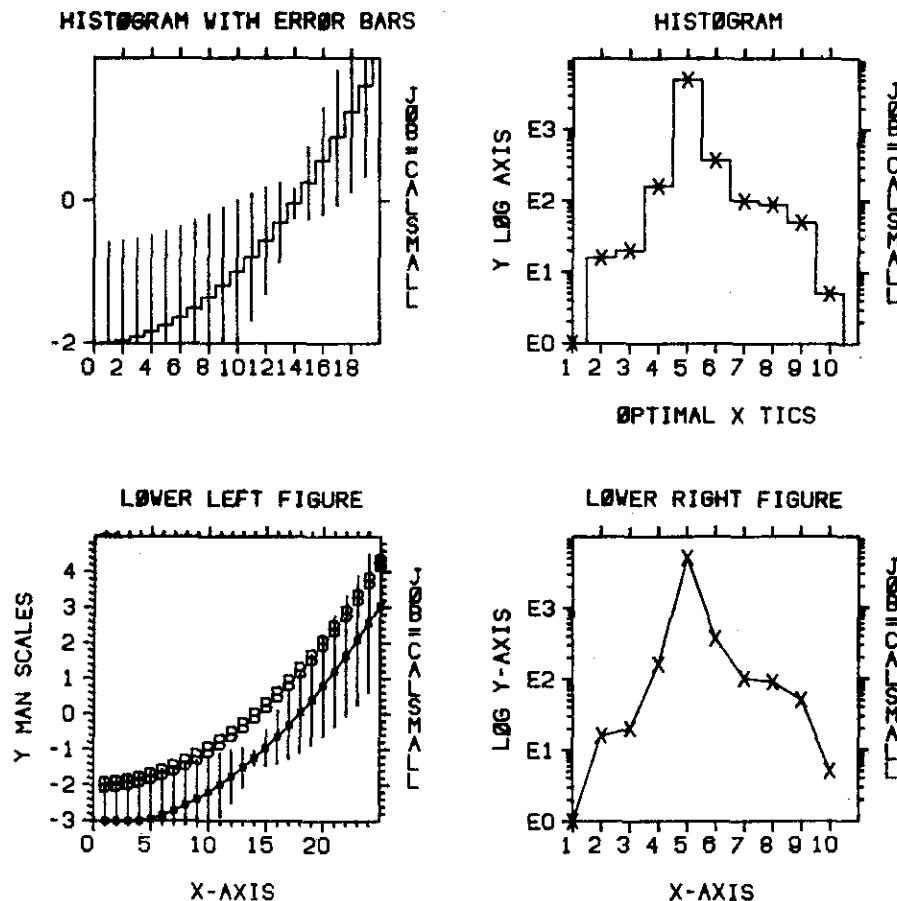 HISTØGRAM WITH ERRØR BARS
0
-2
0 2 4 6 8 10 12 14 16 18
JØB=CALSMALL
HISTØGRAM
Y LØG AXIS
E3
E2
E1
E0
1 2 3 4 5 6 7 8 9 10
ØPTIMAL X TICS
JØB=CALSMALL
LØWER LEFT FIGURE
Y MAN SCALES
4
3
2
1
0
-1
-2
-3
0 5 10 15 20
X-AXIS
JØB=CALSMALL
LØWER RIGHT FIGURE
LØG Y-AXIS
E3
E2
E1
E0
1 2 3 4 5 6 7 8 9 10
X-AXIS
JØB=CALSMALL